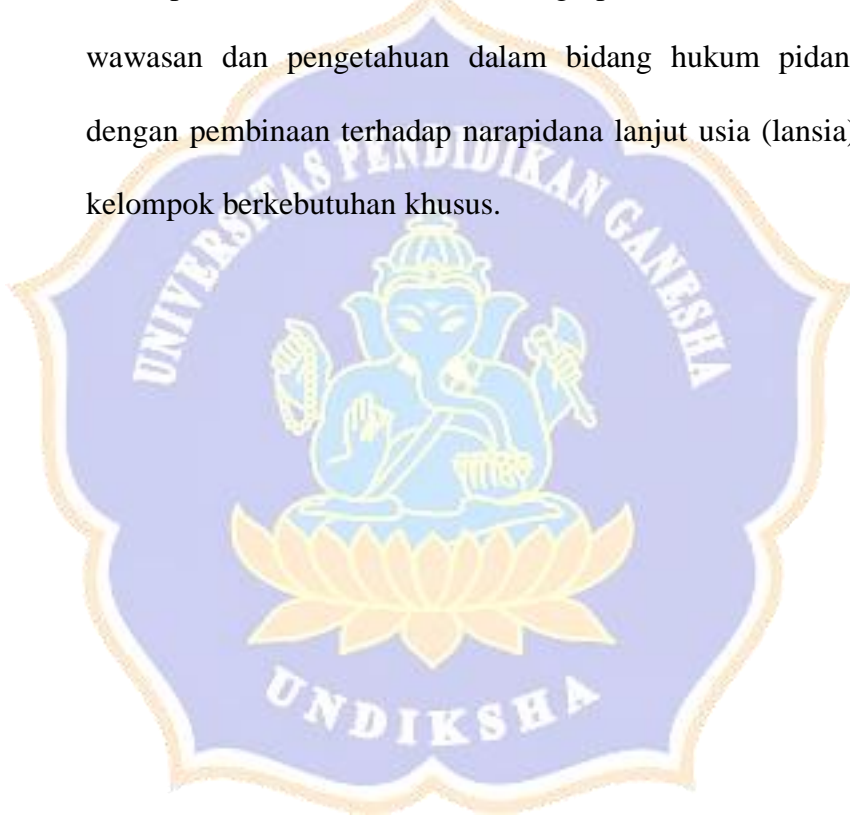 wawasan dan pengetahuan dalam bidang hukum pidan
dengan pembinaan terhadap narapidana lanjut usia (lansia)
kelompok berkebutuhan khusus.
UNIVERSITAS PENDIDIKAN GANESHA
UNDIKSHA